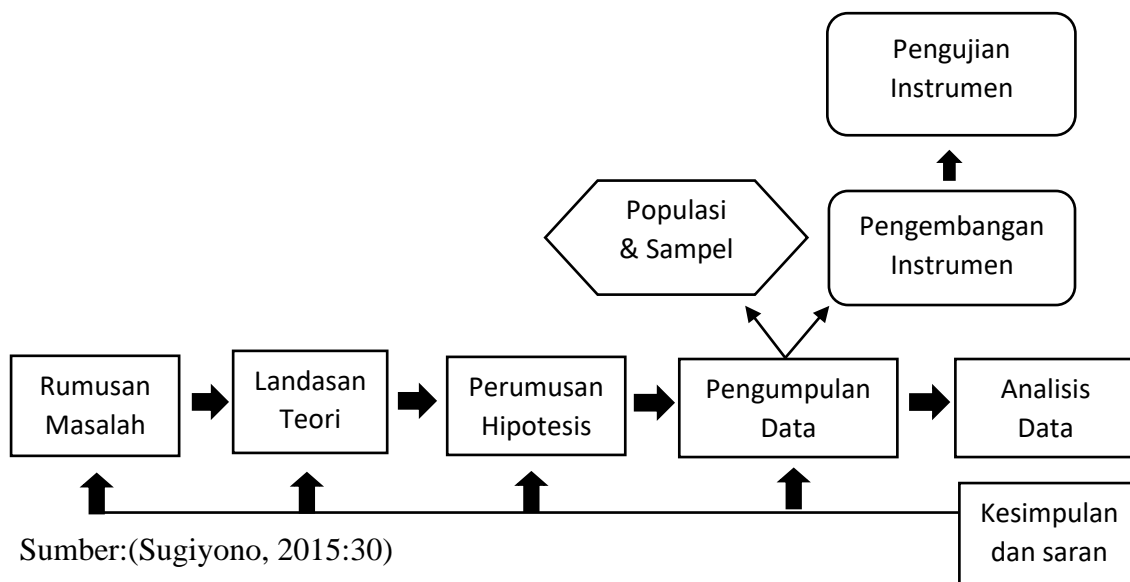 Pengujian
Instrumen
Populasi
& Sampel
Pengembangan
Instrumen
Rumusan
Masalah
Landasan
Teori
Perumusan
Hipotesis
Pengumpulan
Data
Analisis
Data
Kesimpulan
dan saran
Sumber:(Sugiyono, 2015:30)